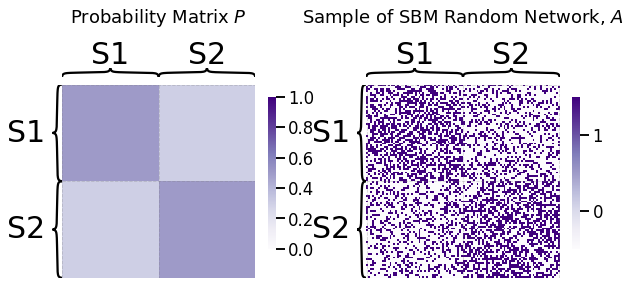 Probability Matrix P
S1 S2
S1
S2
1.0
0.8
0.6
0.4
0.2
0.0
Sample of SBM Random Network, A
S1 S2
S1
S2
1
0